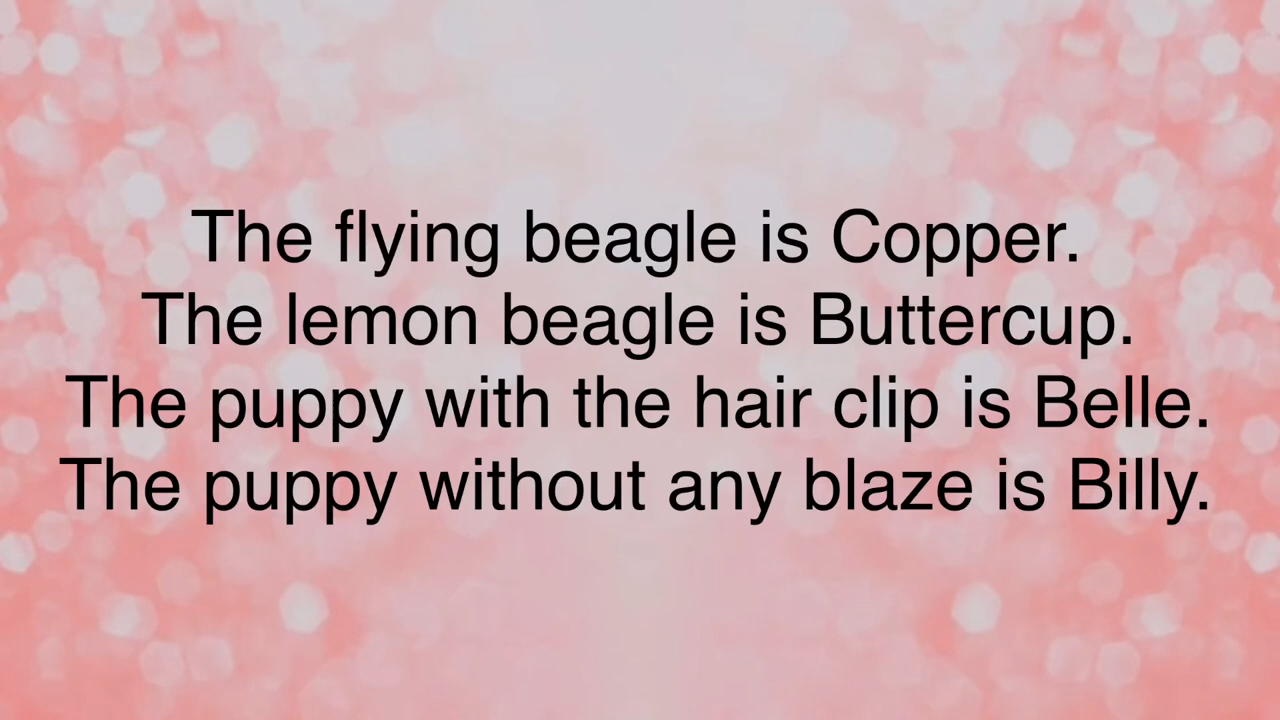 The flying beagle is Copper.
The lemon beagle is Buttercup.
The puppy with the hair clip is Belle.
The puppy without any blaze is Billy.